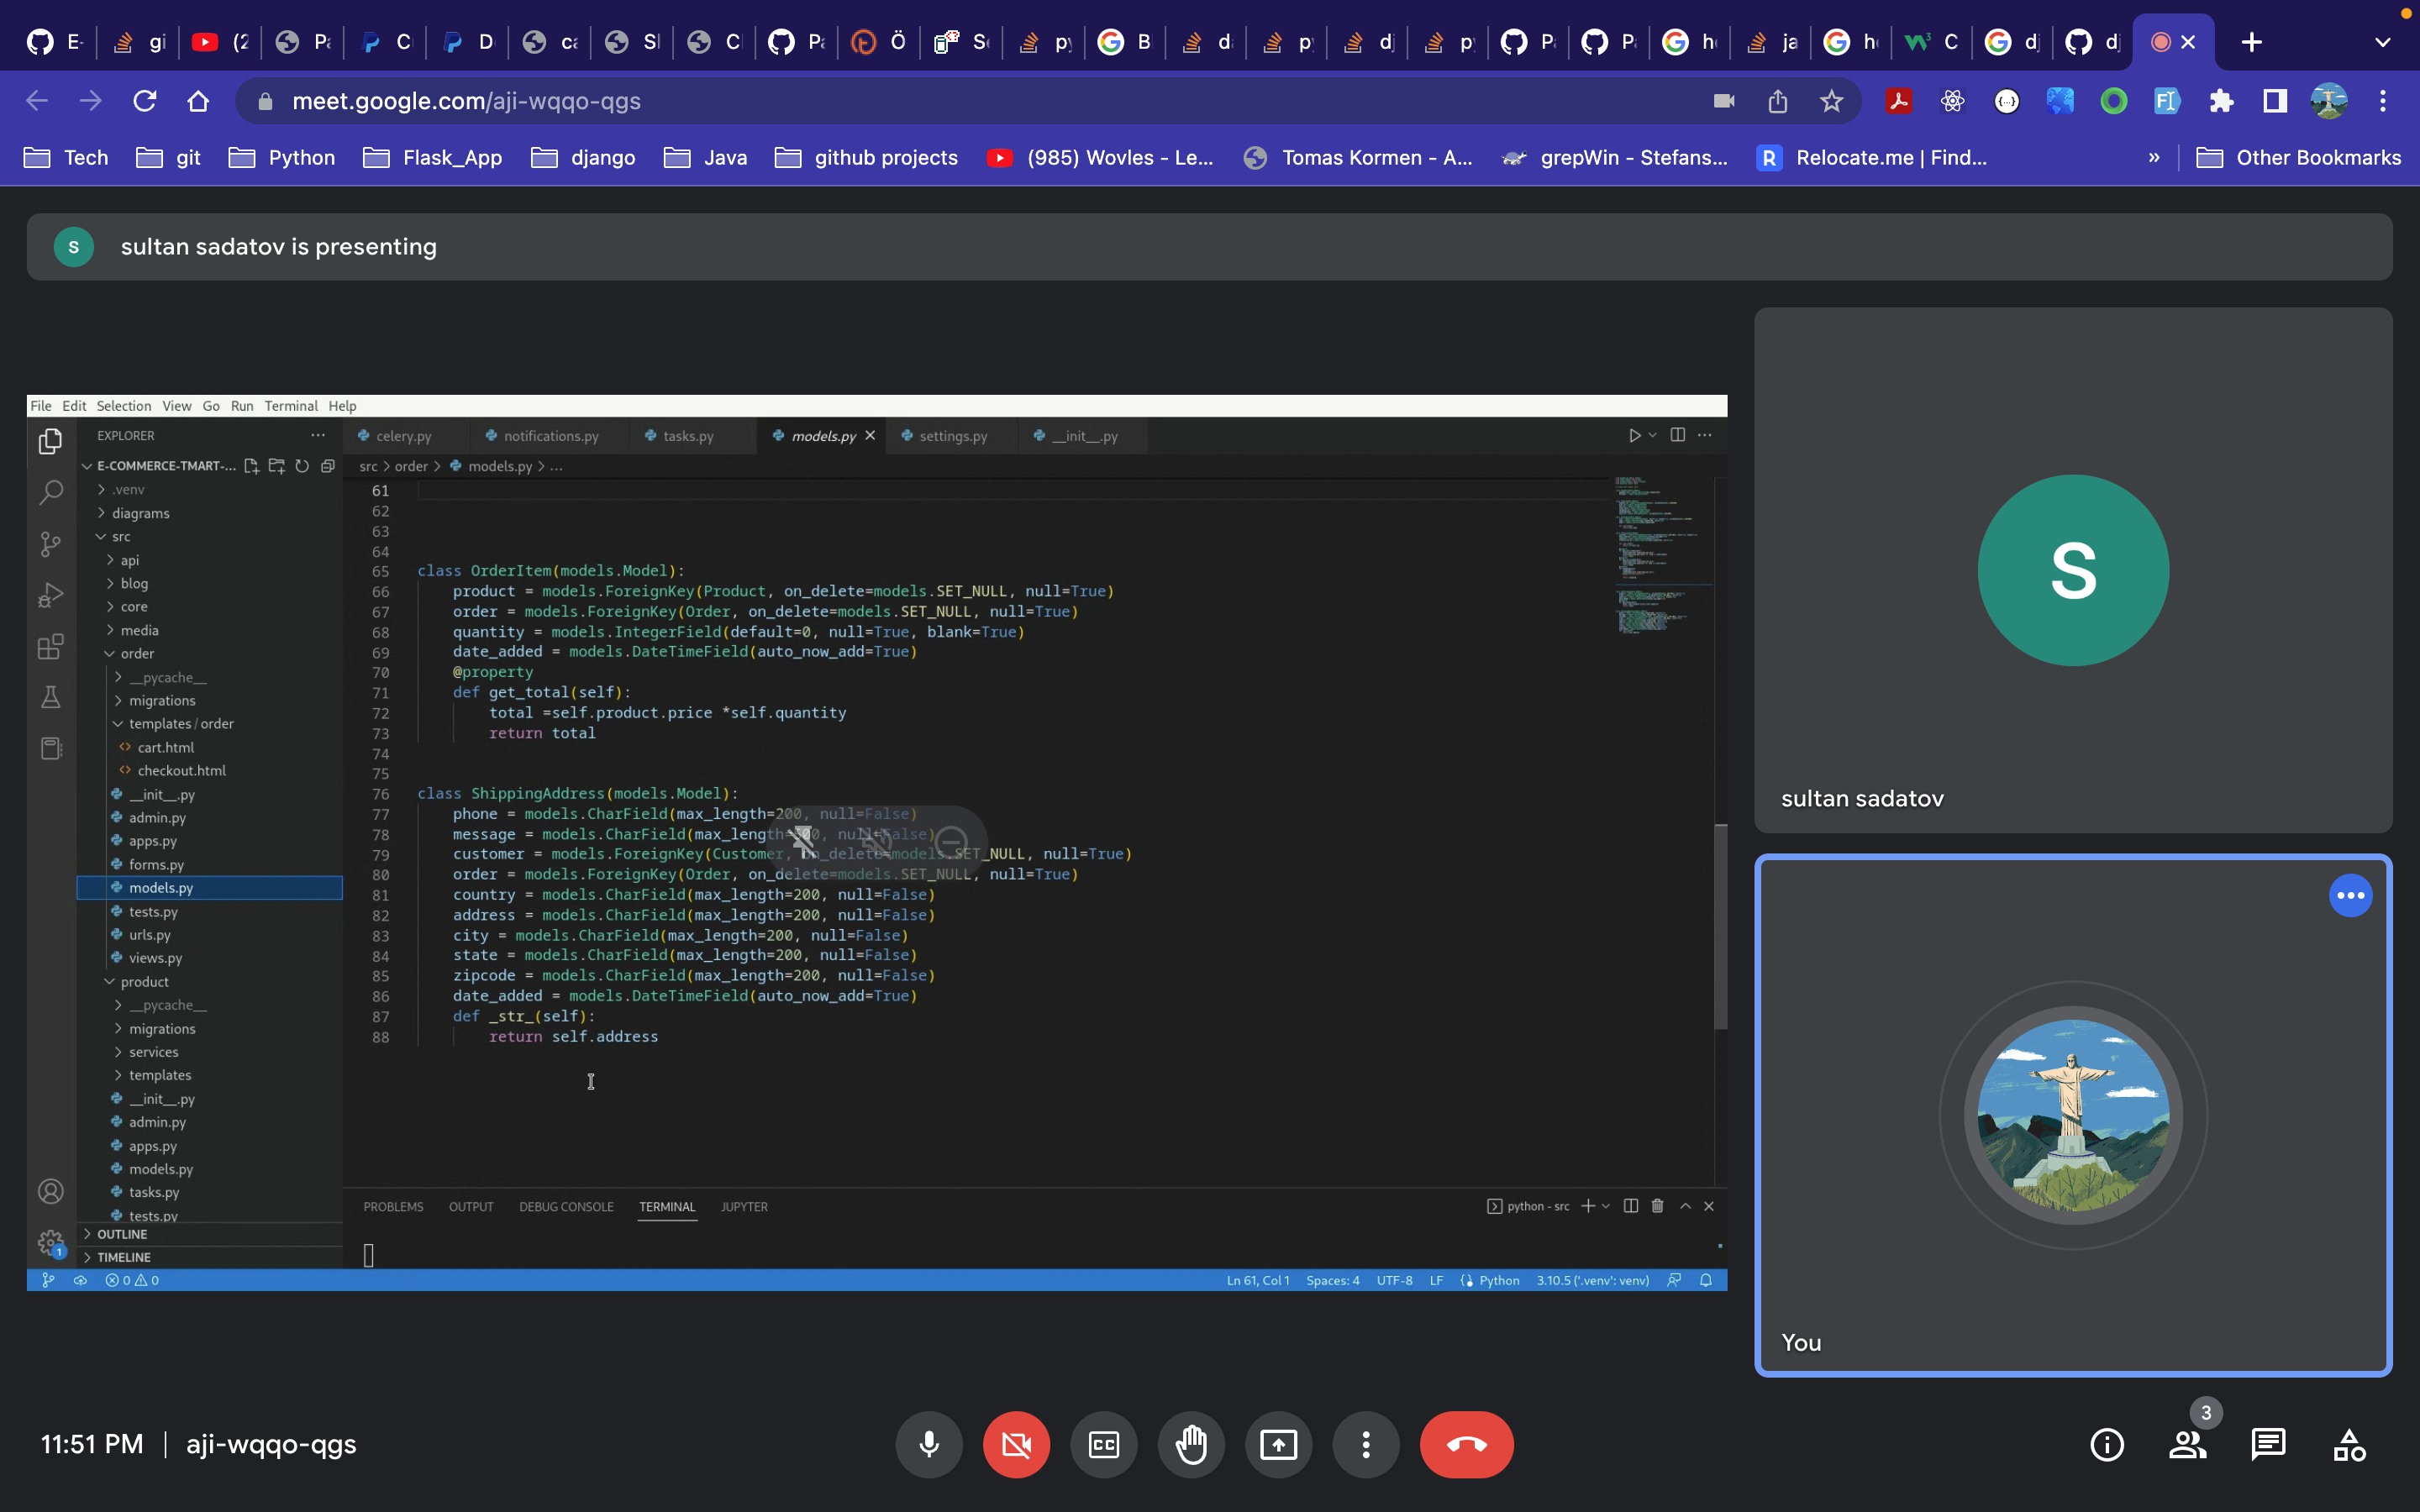 E-
gi
(2
Pa
C
D
ca
Sl
C
Pa
Ö
Se
py
B
d
p
dj
p
P
P
h
ja
h
C
dj
dj
meet.google.com/aji-wqqo-qgs
Tech
git
Python
Flask_App
django
Java
github projects
(985) Wovles - Le...
Tomas Kormen - A...
grepWin - Stefans...
Relocate.me | Find...
»
Other Bookmarks
S
sultan sadatov is presenting
File Edit Selection View Go Run Terminal Help
EXPLORER
celery.py
notifications.py
tasks.py
models.py
settings.py
__init__.py
E-COMMERCE-TMART-...
src > order > models.py > ...
.venv
diagrams
src
api
blog
core
media
order
__pycache__
migrations
templates / order
cart.html
checkout.html
__init__.py
admin.py
apps.py
forms.py
models.py
tests.py
urls.py
views.py
product
__pycache__
migrations
services
templates
__init__.py
admin.py
apps.py
models.py
tasks.py
tests.py
OUTLINE
TIMELINE
61
62
63
64
65 class OrderItem(models.Model):
66 product = models.ForeignKey(Product, on_delete=models.SET_NULL, null=True)
67 order = models.ForeignKey(Order, on_delete=models.SET_NULL, null=True)
68 quantity = models.IntegerField(default=0, null=True, blank=True)
69 date_added = models.DateTimeField(auto_now_add=True)
70 @property
71 def get_total(self):
72 total =self.product.price *self.quantity
73 return total
74
75
76 class ShippingAddress(models.Model):
77 phone = models.CharField(max_length=200, null=False)
78 message = models.CharField(max_length= null=False)
79 customer = models.ForeignKey(Customer, on_delete=models.SET_NULL, null=True)
80 order = models.ForeignKey(Order, on_delete=models.SET_NULL, null=True)
81 country = models.CharField(max_length=200, null=False)
82 address = models.CharField(max_length=200, null=False)
83 city = models.CharField(max_length=200, null=False)
84 state = models.CharField(max_length=200, null=False)
85 zipcode = models.CharField(max_length=200, null=False)
86 date_added = models.DateTimeField(auto_now_add=True)
87 def _str_(self):
88 return self.address
PROBLEMS OUTPUT DEBUG CONSOLE TERMINAL JUPYTER
python - src
1
0 0
Ln 61, Col 1 Spaces: 4 UTF-8 LF Python 3.10.5 ('.venv': venv)
S
sultan sadatov
You
11:51 PM | aji-wqqo-qgs
CC
3